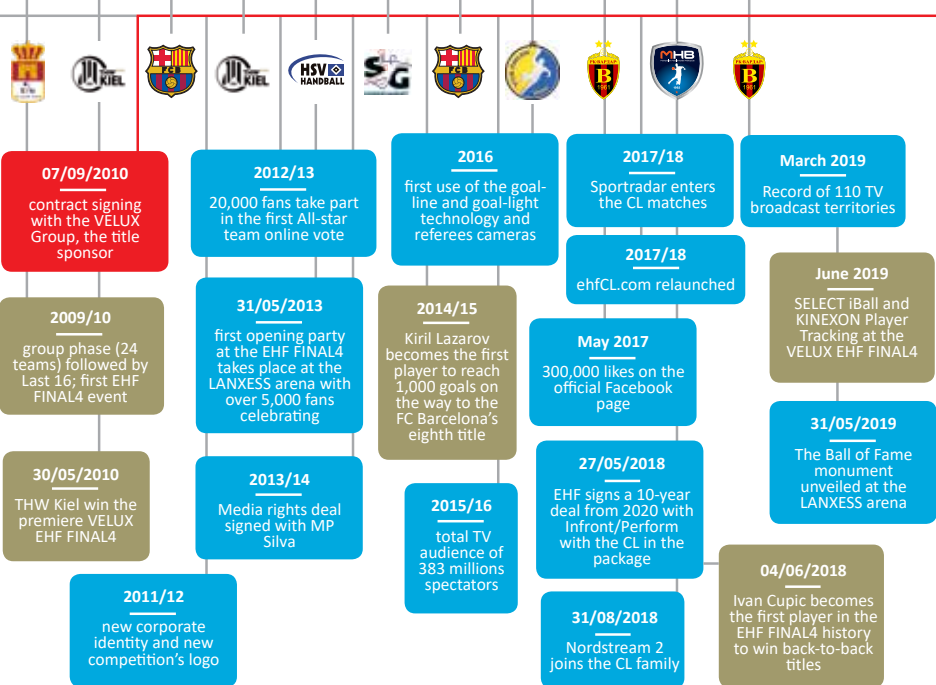 KIEL
FCB
KIEL
HSV
HANDBALL
SG
FCB
B
1961
MHB
B
1961
07/09/2010
contract signing
with the VELUX
Group, the title
sponsor
2009/10
group phase (24
teams) followed by
Last 16; first EHF
FINAL4 event
30/05/2010
THW Kiel win the
premiere VELUX
EHF FINAL4
2011/12
new corporate
identity and new
competition's logo
2012/13
20,000 fans take part
in the first All-star
team online vote
31/05/2013
first opening party
at the EHF FINAL4
takes place at the
LANXESS arena with
over 5,000 fans
celebrating
2013/14
Media rights deal
signed with MP
Silva
2016
first use of the goal-
line and goal-light
technology and
referees cameras
2014/15
Kiril Lazarov
becomes the first
player to reach
1,000 goals on
the way to the
FC Barcelona's
eighth title
2015/16
total TV
audience of
383 millions
spectators
2017/18
Sportradar enters
the CL matches
2017/18
ehfCL.com relaunched
May 2017
300,000 likes on the
official Facebook
page
27/05/2018
EHF signs a 10-year
deal from 2020 with
Infront/Perform
with the CL in the
package
31/08/2018
Nordstream 2
joins the CL family
March 2019
Record of 110 TV
broadcast territories
June 2019
SELECT iBall and
KINEXON Player
Tracking at the
VELUX EHF FINAL4
31/05/2019
The Ball of Fame
monument
unveiled at the
LANXESS arena
04/06/2018
Ivan Cupic becomes
the first player in the
EHF FINAL4 history
to win back-to-back
titles